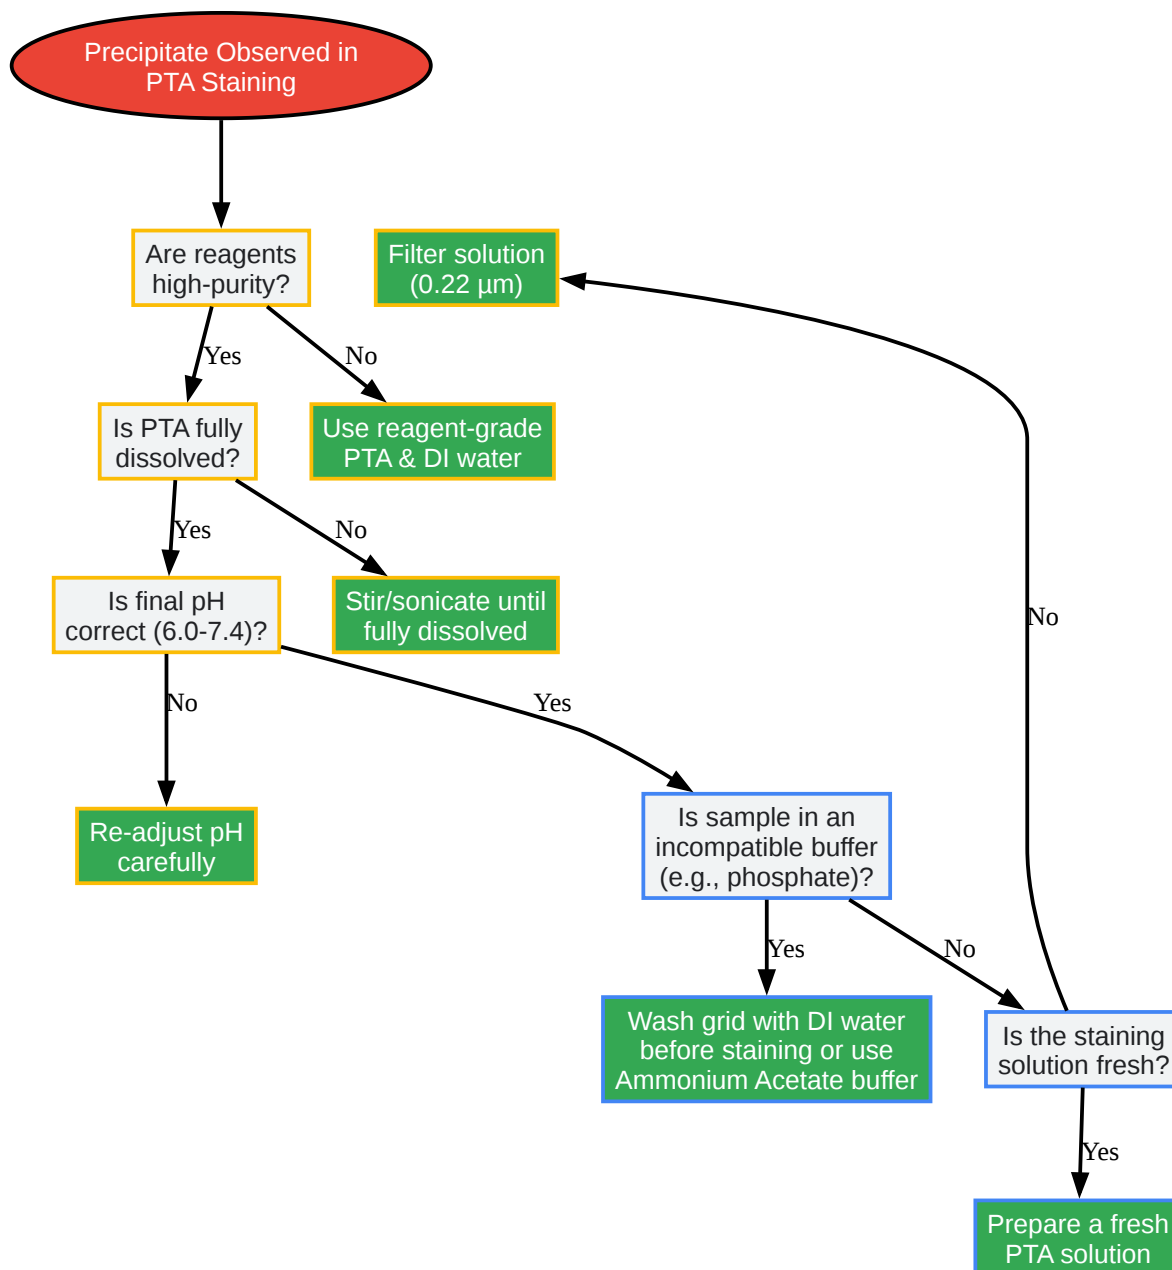 Precipitate Observed in
PTA Staining
Are reagents
high-purity?
Filter solution
(0.22 µm)
Yes
No
Is PTA fully
dissolved?
Use reagent-grade
PTA & DI water
Yes
No
Is final pH
correct (6.0-7.4)?
Stir/sonicate until
fully dissolved
No
No
Yes
Re-adjust pH
carefully
Is sample in an
incompatible buffer
(e.g., phosphate)?
Yes
No
Wash grid with DI water
before staining or use
Ammonium Acetate buffer
Is the staining
solution fresh?
Yes
Prepare a fresh
PTA solution